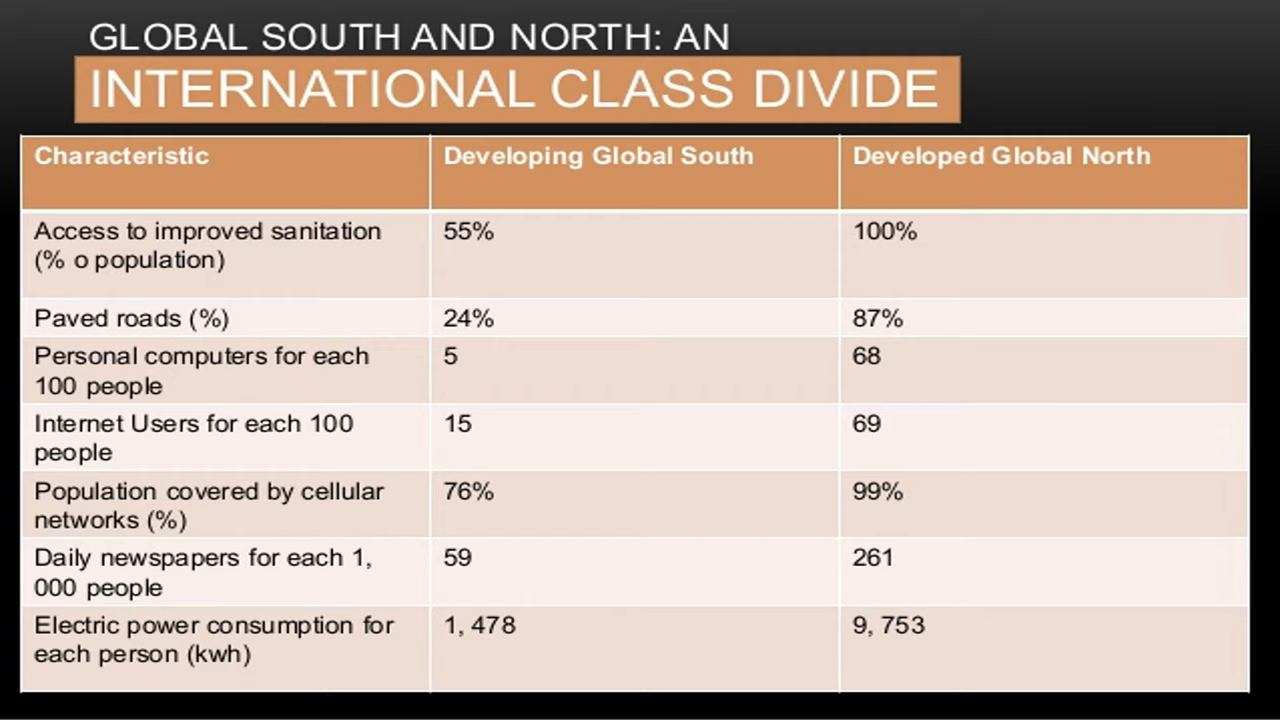 GLOBAL SOUTH AND NORTH: AN
INTERNATIONAL CLASS DIVIDE
Characteristic Developing Global South Developed Global North
Access to improved sanitation 55% 100%
(% o population)
Paved roads (%) 24% 87%
Personal computers for each 5 68
100 people
Internet Users for each 100 15 69
people
Population covered by cellular 76% 99%
networks (%)
Daily newspapers for each 1, 59 261
000 people
Electric power consumption for 1, 478 9, 753
each person (kwh)